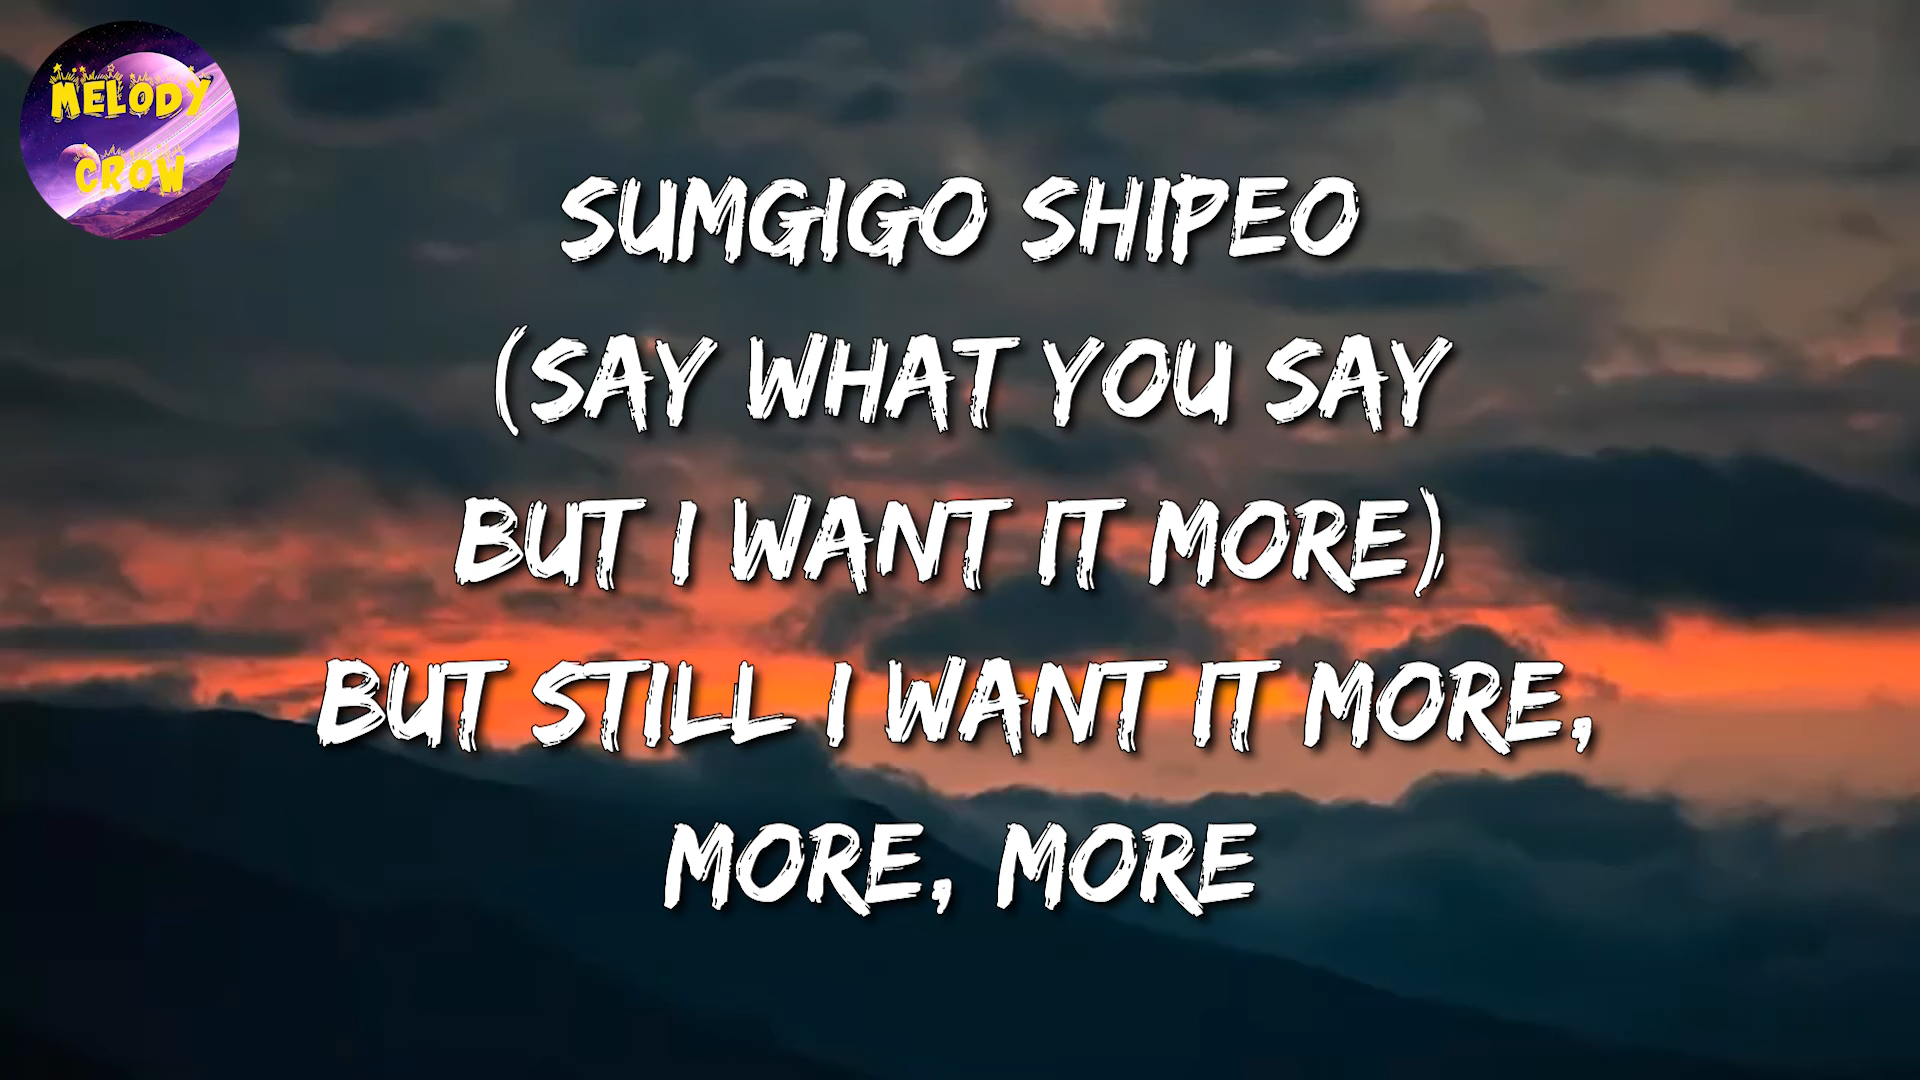 MELODY
CROW
SUMGIGO SHIPEO
(SAY WHAT YOU SAY
BUT I WANT IT MORE)
BUT STILL I WANT IT MORE,
MORE, MORE